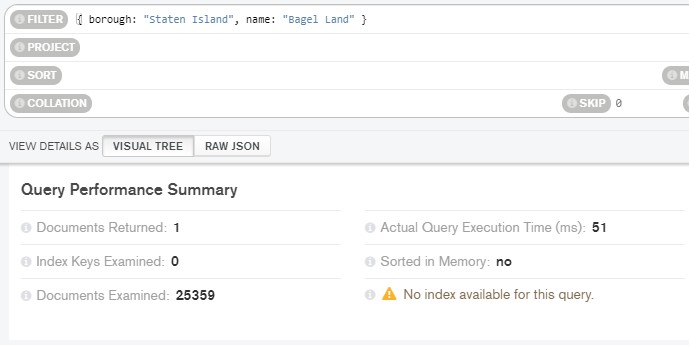 FILTER { borough: "Staten Island", name: "Bagel Land" }
PROJECT
SORT
COLLATION SKIP 0
VIEW DETAILS AS VISUAL TREE RAW JSON
Query Performance Summary
Documents Returned: 1 Actual Query Execution Time (ms): 51
Index Keys Examined: 0 Sorted in Memory: no
Documents Examined: 25359 No index available for this query.